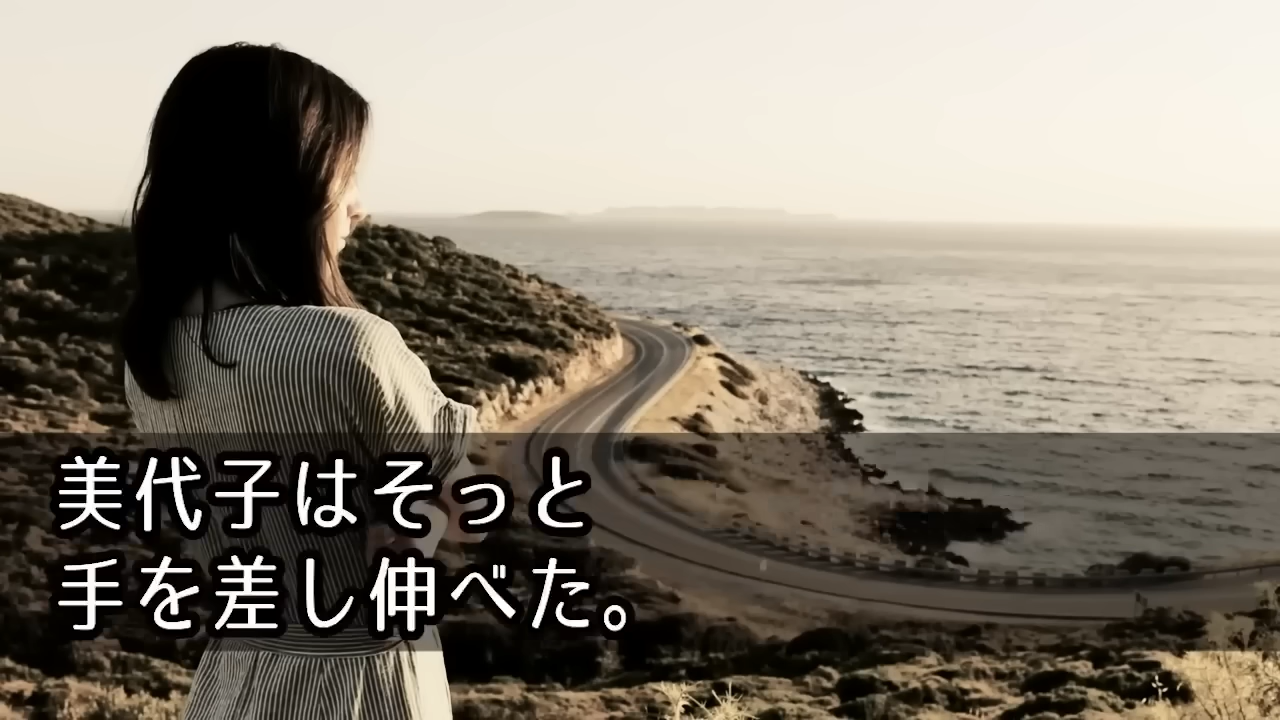 美代子はそっと
手を差し伸べた。